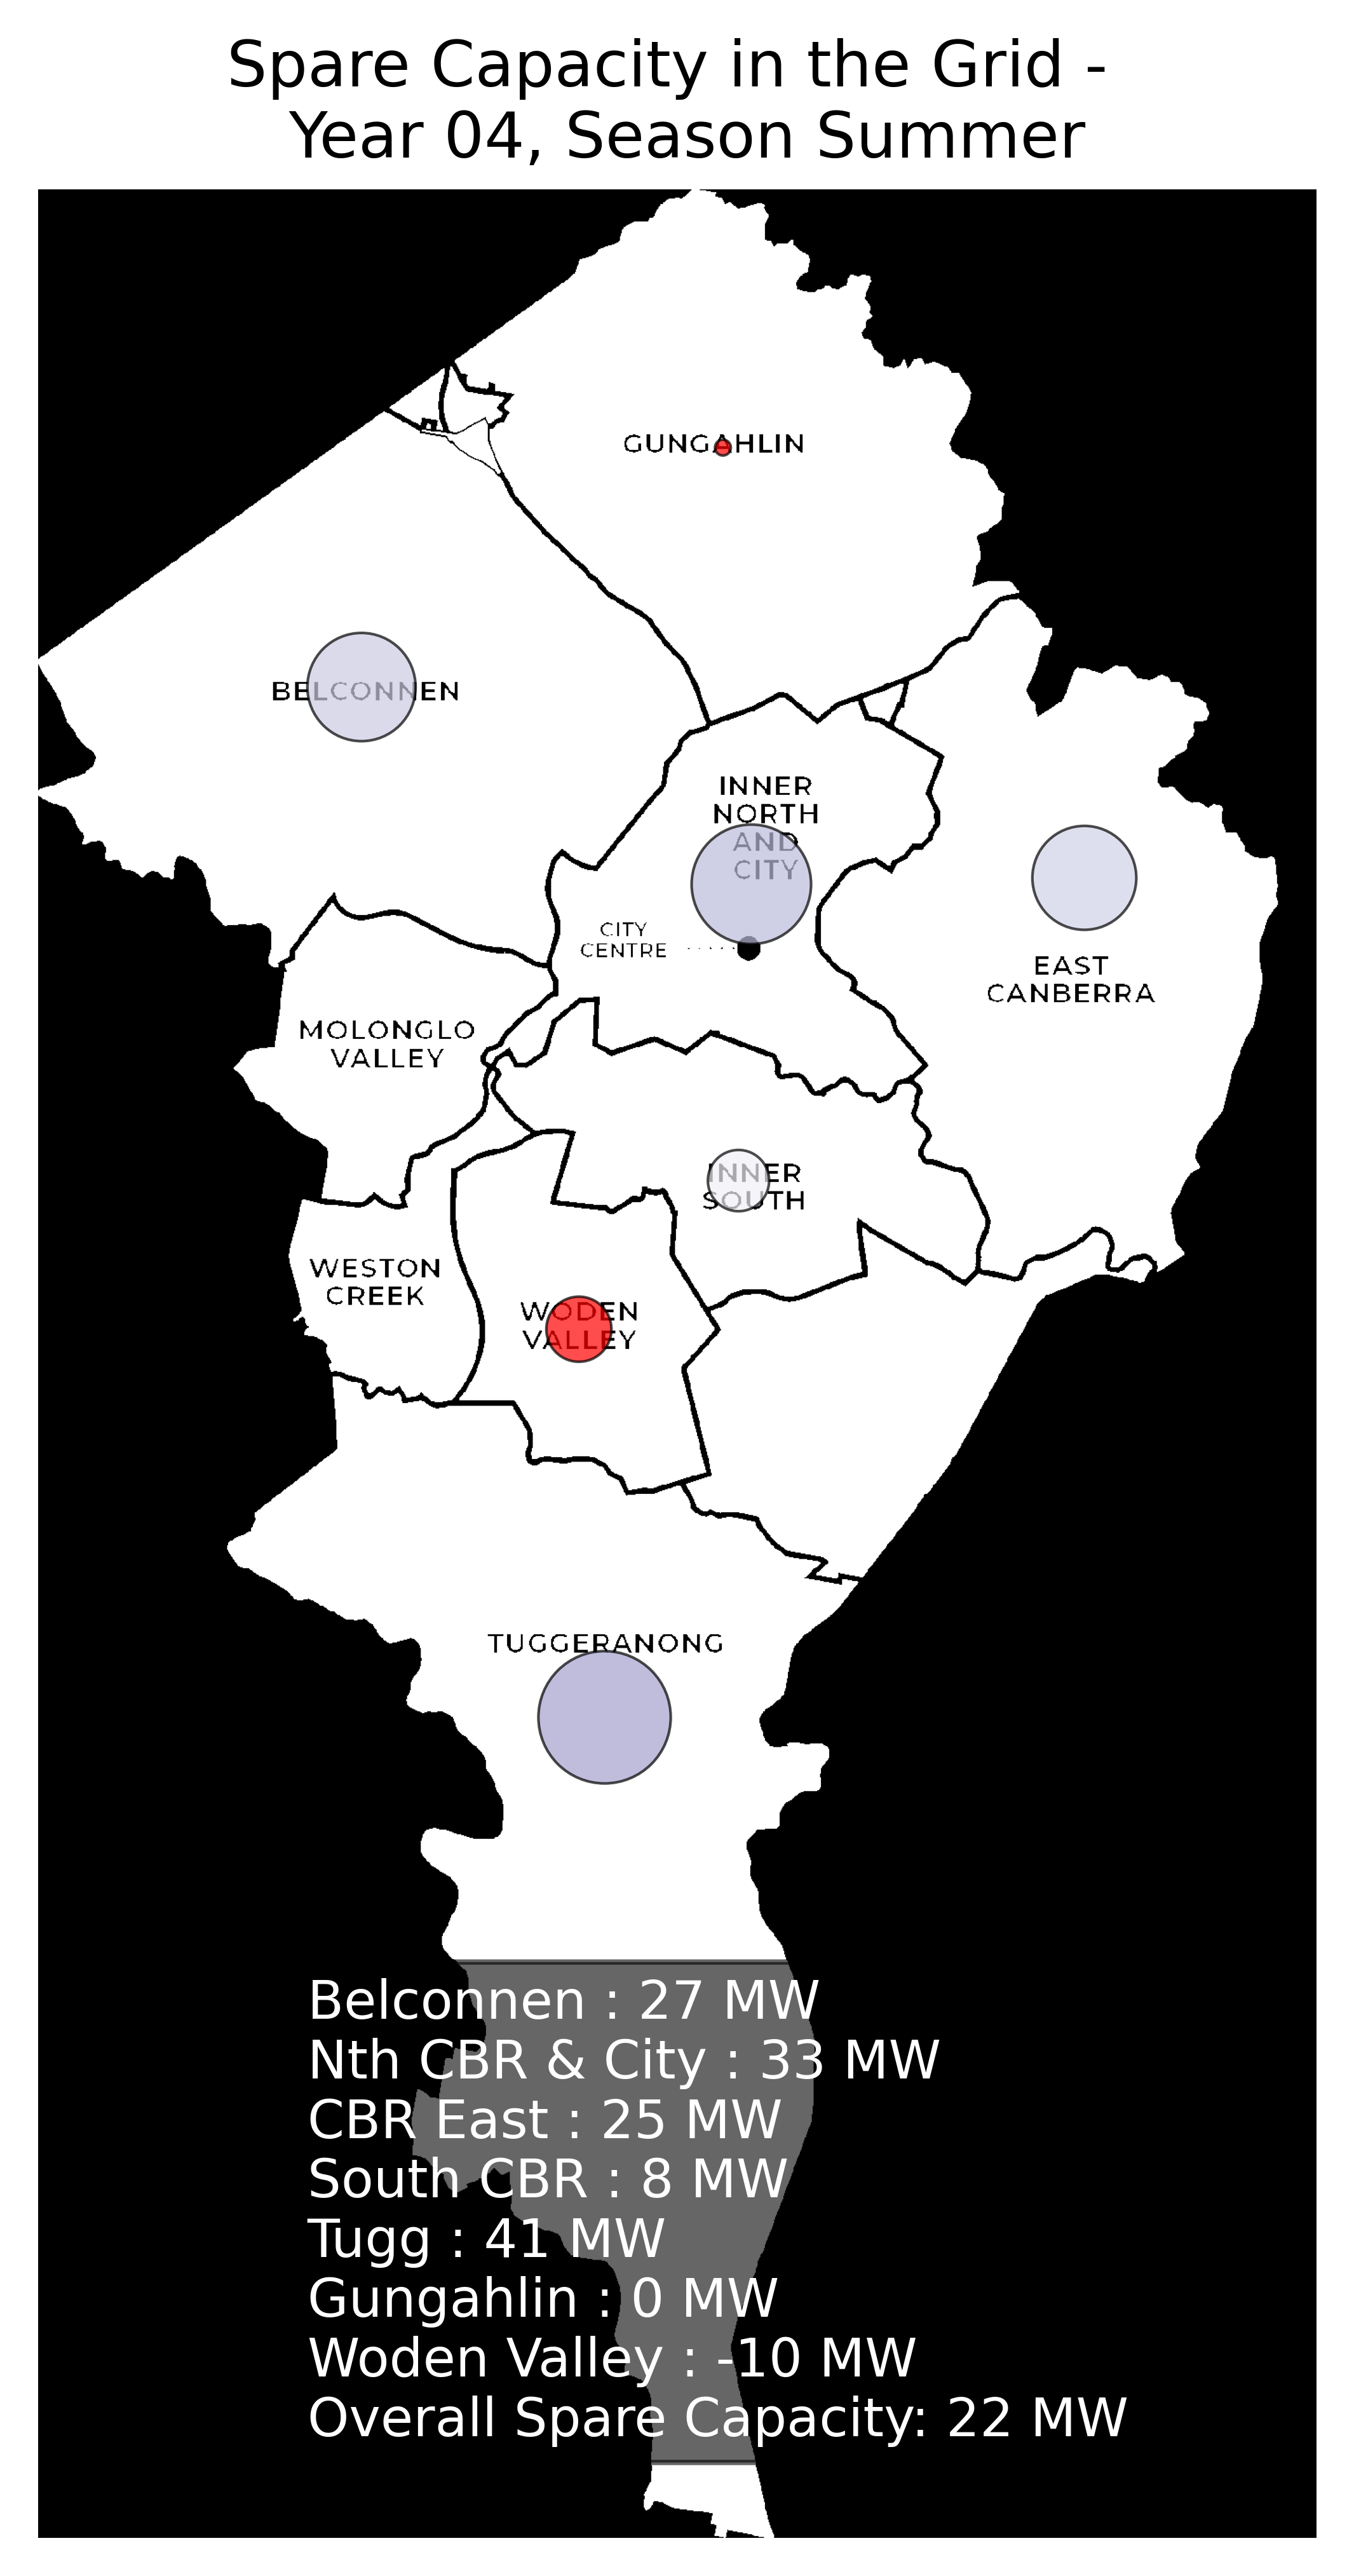 Spare Capacity in the Grid -
Year 04, Season Summer
GUNGAHLIN
BELCONNEN
INNER
NORTH
AND
CITY
CITY
CENTRE
EAST
CANBERRA
MOLONGLO
VALLEY
INNER
SOUTH
WESTON
CREEK
WODEN
VALLEY
TUGGERANONG
Belconnen : 27 MW
Nth CBR & City : 33 MW
CBR East : 25 MW
South CBR : 8 MW
Tugg : 41 MW
Gungahlin : 0 MW
Woden Valley : -10 MW
Overall Spare Capacity: 22 MW